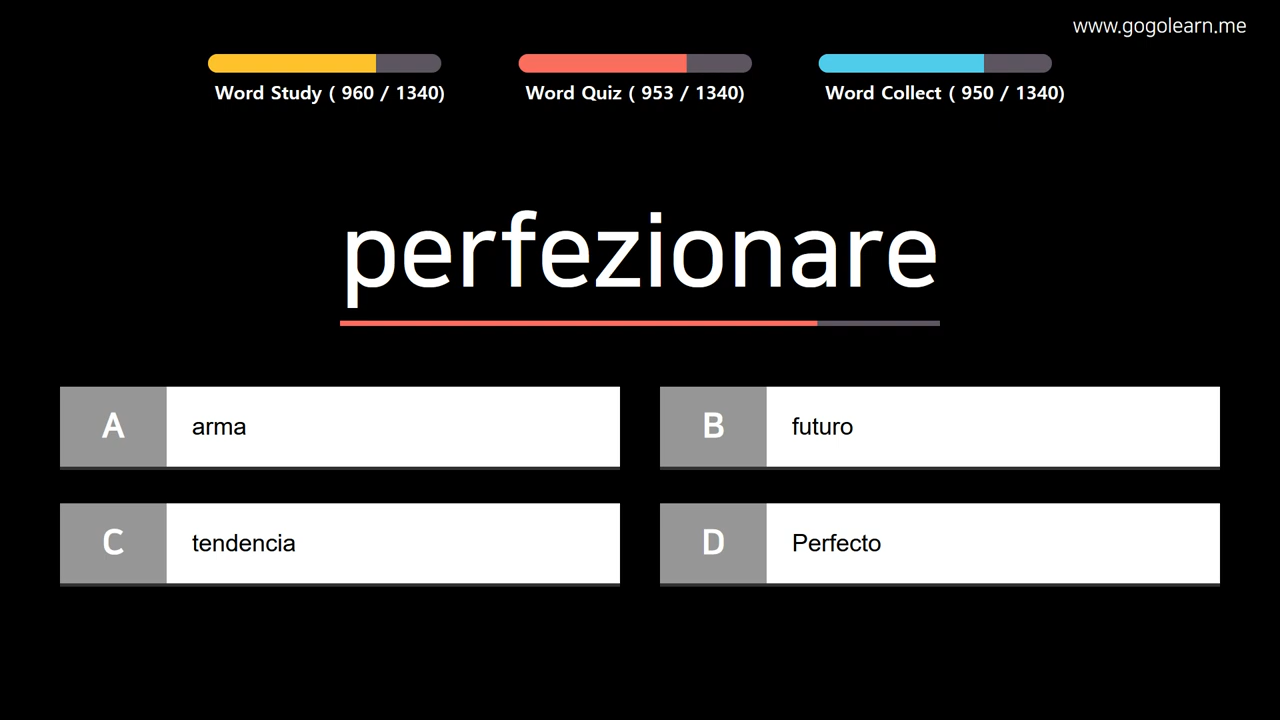 www.gogolearn.me
Word Study ( 960 / 1340)
Word Quiz ( 953 / 1340)
Word Collect ( 950 / 1340)
perfezionare
A
arma
B
futuro
C
tendencia
D
Perfecto